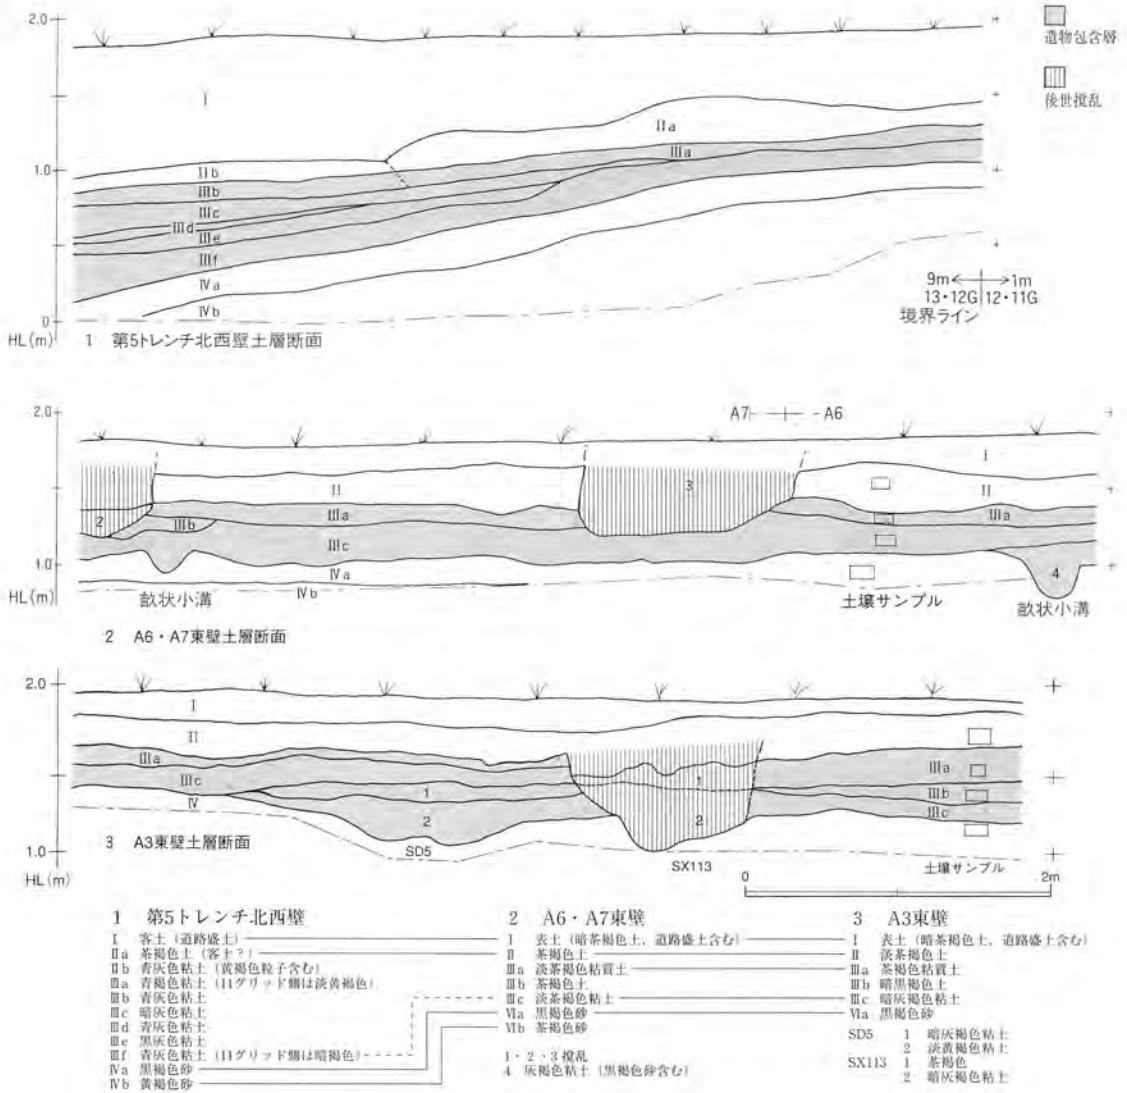 2.0
遺物包含層
後世撹乱
I
Ⅱa
Ⅲa
1.0
Ⅱb
Ⅲb
Ⅲc
Ⅲd
Ⅲe
Ⅲf
Ⅳa
Ⅳb
0
HL(m)
9m 1m
13・12G 12・11G
境界ライン
1 第5トレンチ北西壁土層断面
2.0
A7 A6
I
Ⅱ
3
Ⅱ
2
Ⅲb
Ⅲa
Ⅲa
Ⅲc
1.0
Ⅳa
Ⅳb
4
HL(m)
畝状小溝
土壌サンプル
畝状小溝
2 A6・A7東壁土層断面
2.0
I
Ⅱ
Ⅲa
Ⅲc
Ⅳ
1
2
1
2
Ⅲa
Ⅲb
Ⅲc
3 A3東壁土層断面
1.0
SD5
SX113
土壌サンプル
HL(m)
0 2m
1 第5トレンチ北西壁
I 客土(道路盛土)
Ⅱa 茶褐色土(客土?)
Ⅱb 青灰色粘土(黄褐色粒子含む)
Ⅲa 青褐色粘土(11グリッド側は淡黄褐色)
Ⅲb 青灰色粘土
Ⅲc 暗灰色粘土
Ⅲd 青灰色粘土
Ⅲe 黒灰色粘土
Ⅲf 青灰色粘土(11グリッド側は暗褐色)
Ⅳa 黒褐色砂
Ⅳb 黄褐色砂
2 A6・A7東壁
I 表土(暗茶褐色土、道路盛土含む)
Ⅱ 茶褐色土
Ⅲa 淡茶褐色粘質土
Ⅲb 茶褐色土
Ⅲc 淡茶褐色粘土
Ⅵa 黒褐色砂
Ⅵb 茶褐色砂
1・2・3 撹乱
4 灰褐色粘土(黒褐色砂含む)
3 A3東壁
I 表土(暗茶褐色土、道路盛土含む)
Ⅱ 淡茶褐色土
Ⅲa 茶褐色粘質土
Ⅲb 暗黒褐色土
Ⅲc 暗灰褐色粘土
Ⅵa 黒褐色砂
SD5 1 暗灰褐色粘土
2 淡黄褐色粘土
SX113 1 茶褐色
2 暗灰褐色粘土